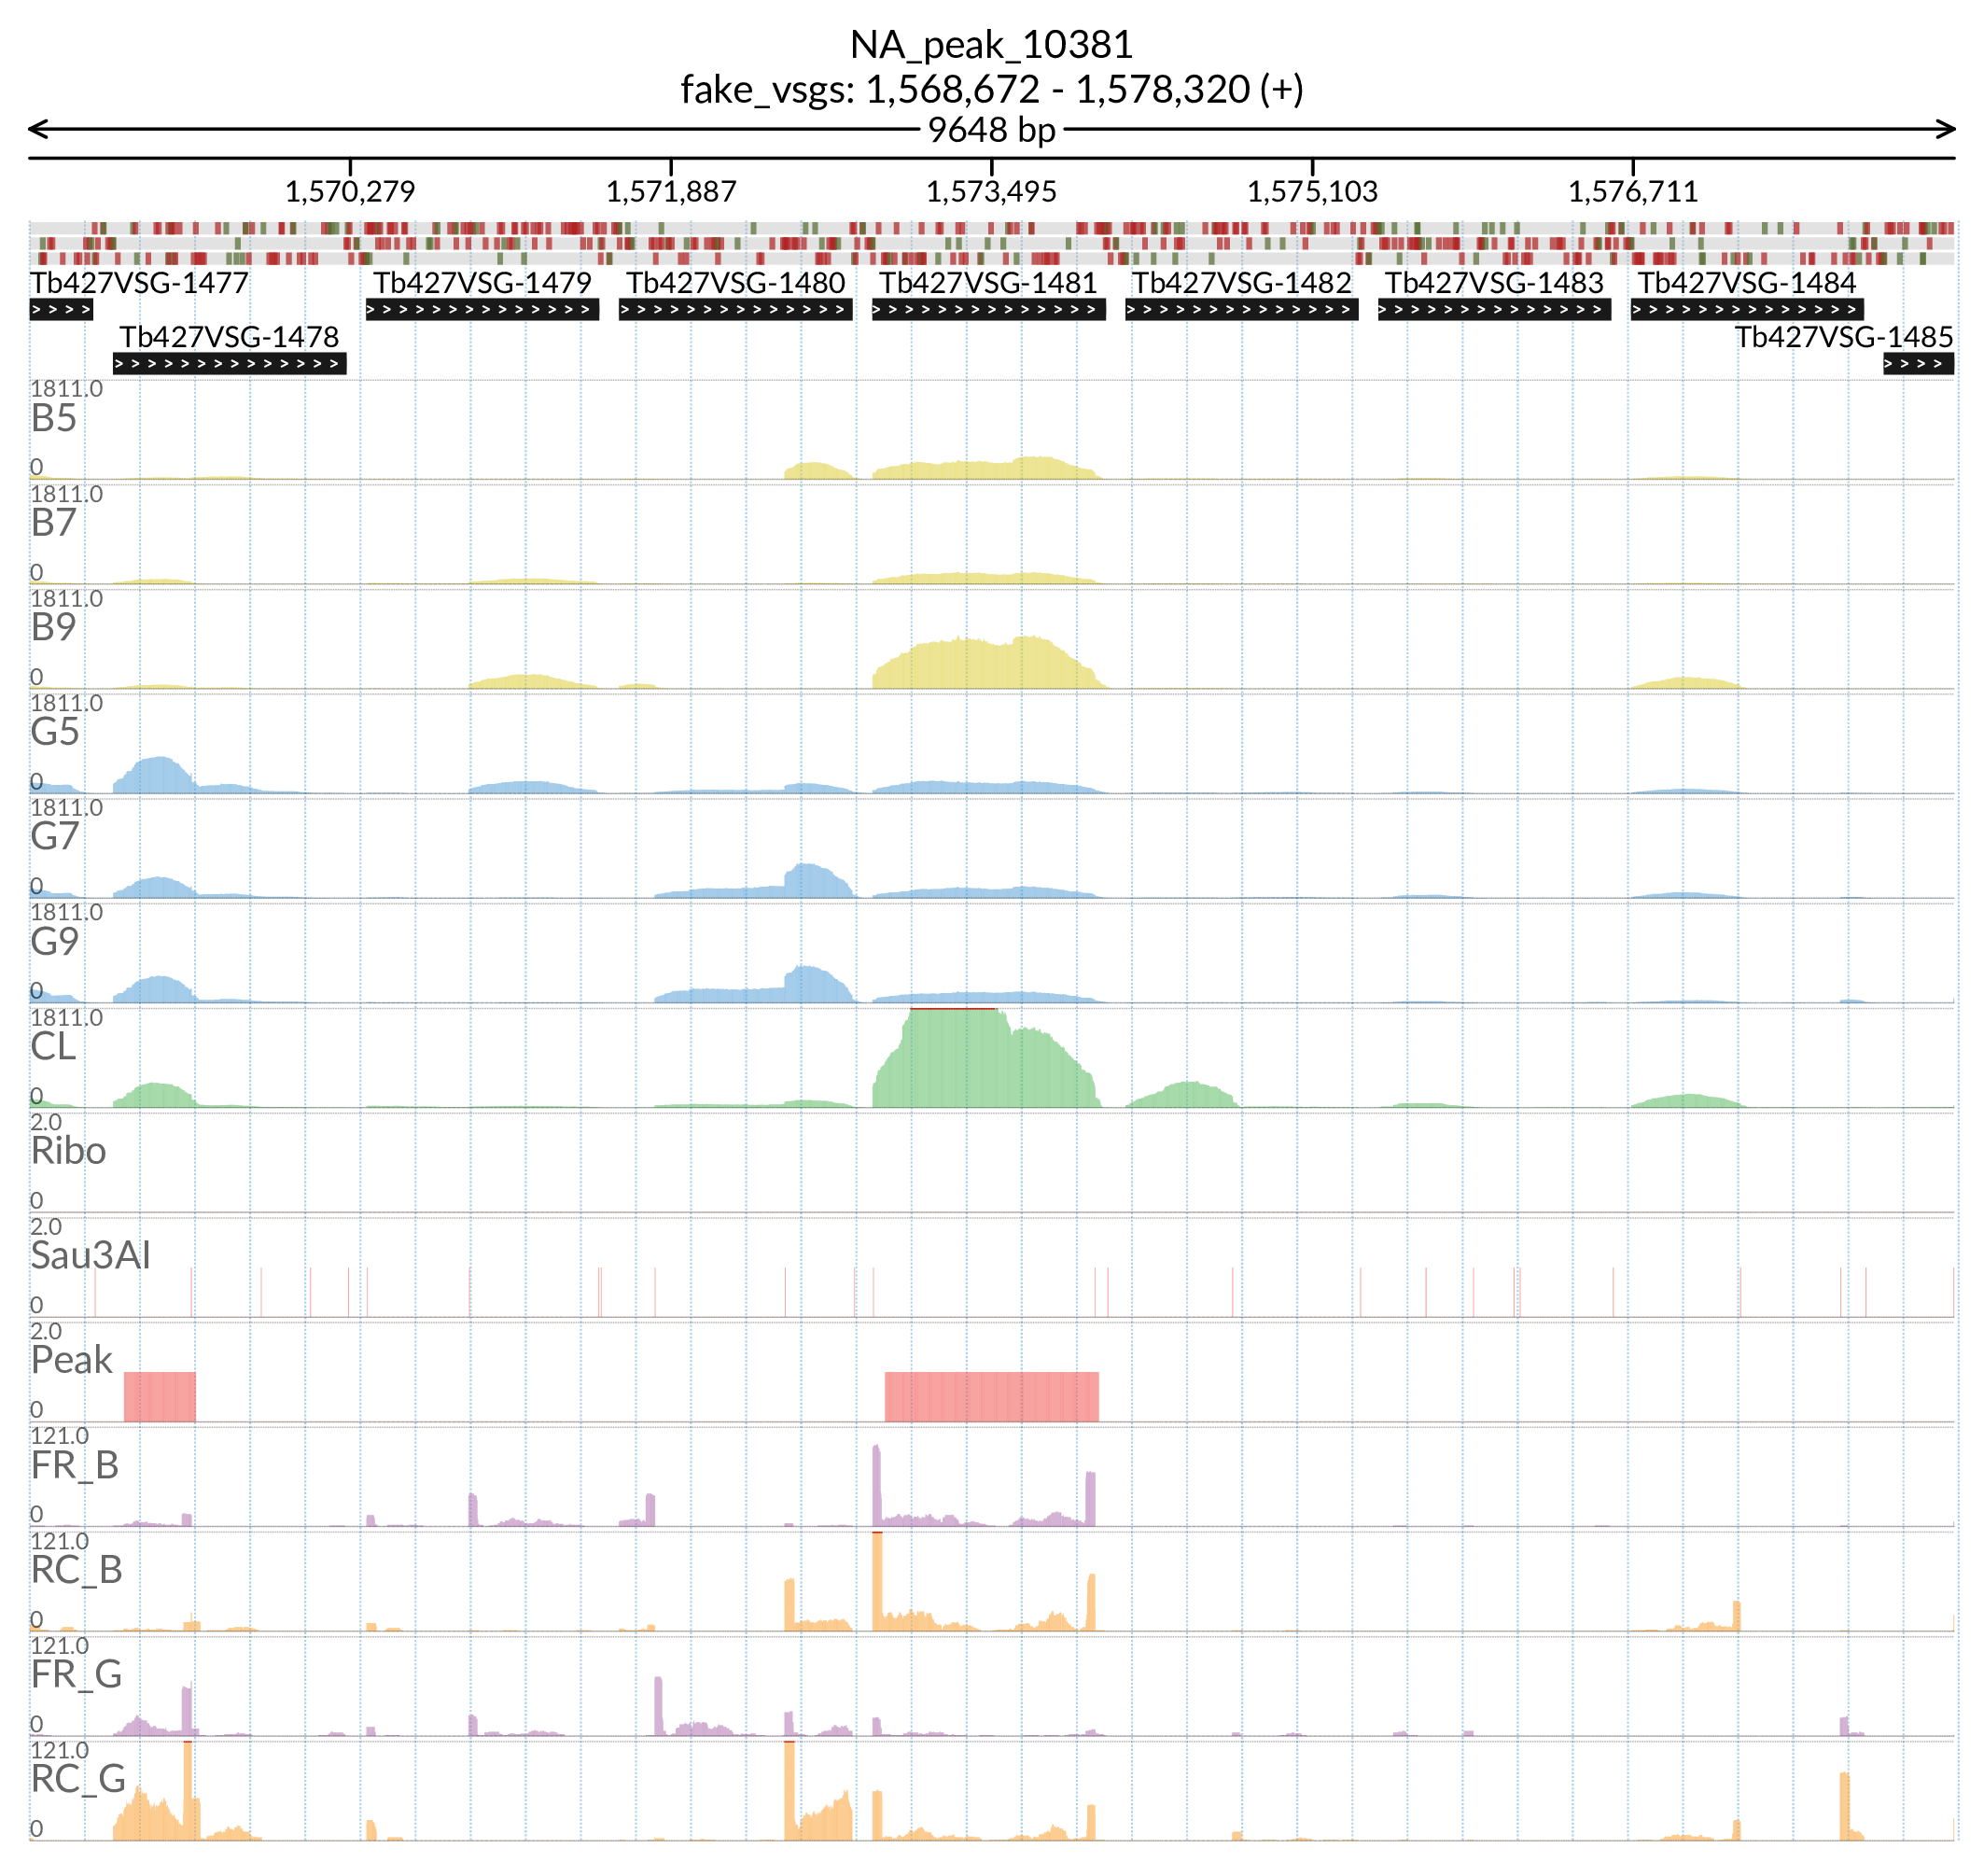 NA_peak_10381
fake_vsgs: 1,568,672 - 1,578,320 (+)
9648 bp
1,570,279 1,571,887 1,573,495 1,575,103 1,576,711
Tb427VSG-1477 Tb427VSG-1479 Tb427VSG-1480 Tb427VSG-1481 Tb427VSG-1482 Tb427VSG-1483 Tb427VSG-1484
Tb427VSG-1478 Tb427VSG-1485
1811.0
B5
0
1811.0
B7
0
1811.0
B9
0
1811.0
G5
0
1811.0
G7
0
1811.0
G9
0
1811.0
CL
0
2.0
Ribo
0
2.0
Sau3AI
0
2.0
Peak
0
121.0
FR_B
0
121.0
RC_B
0
121.0
FR_G
0
121.0
RC_G
0